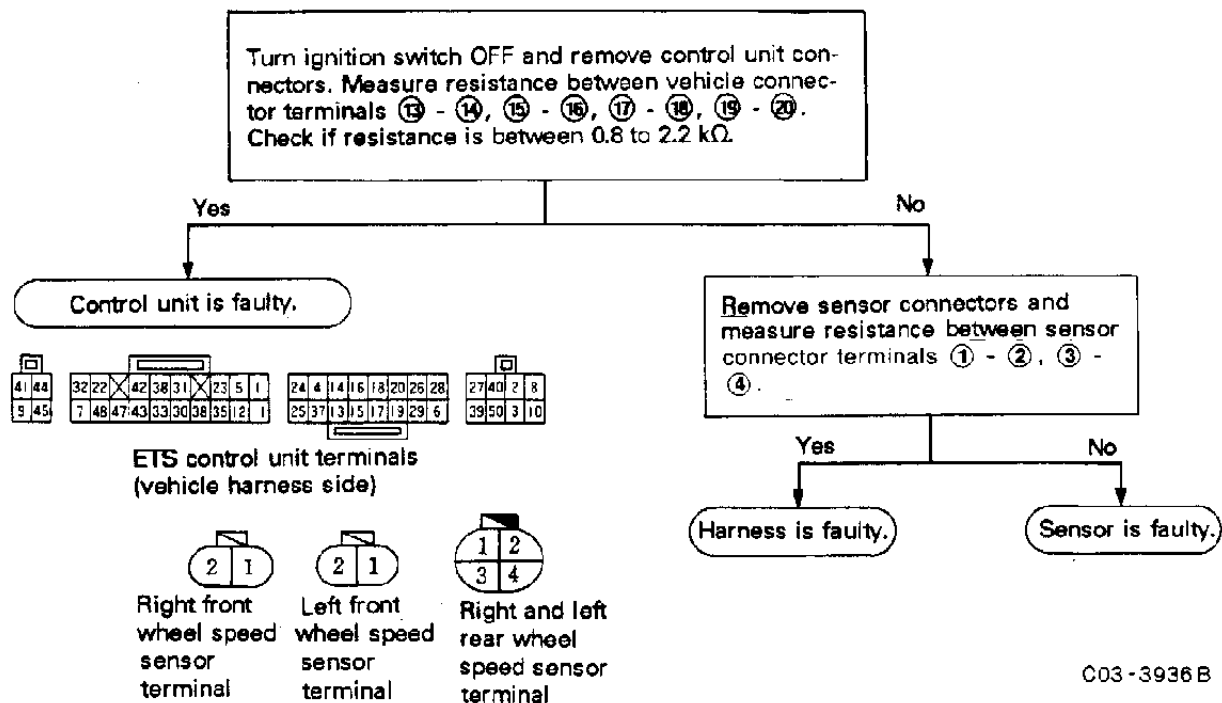 Turn ignition switch OFF and remove control unit con-
nectors. Measure resistance between vehicle connec-
tor terminals ⑬ - ⑭, ⑮ - ⑯, ⑰ - ⑱, ⑲ - ⑳.
Check if resistance is between 0.8 to 2.2 kΩ.
Yes
No
Control unit is faulty.
Remove sensor connectors and
measure resistance between sensor
connector terminals ① - ②, ③ -
④.
41 44
9 45
32 22 42 38 31 23 5 1
7 48 47 43 33 30 38 35 12 1
24 4 14 16 18 20 26 28
25 37 13 15 17 19 29 6
27 40 2 8
39 50 3 10
ETS control unit terminals
(vehicle harness side)
Yes
No
Harness is faulty.
Sensor is faulty.
2 1
Right front
wheel speed
sensor
terminal
2 1
Left front
wheel speed
sensor
terminal
1 2
3 4
Right and left
rear wheel
speed sensor
terminal
C03-3936B